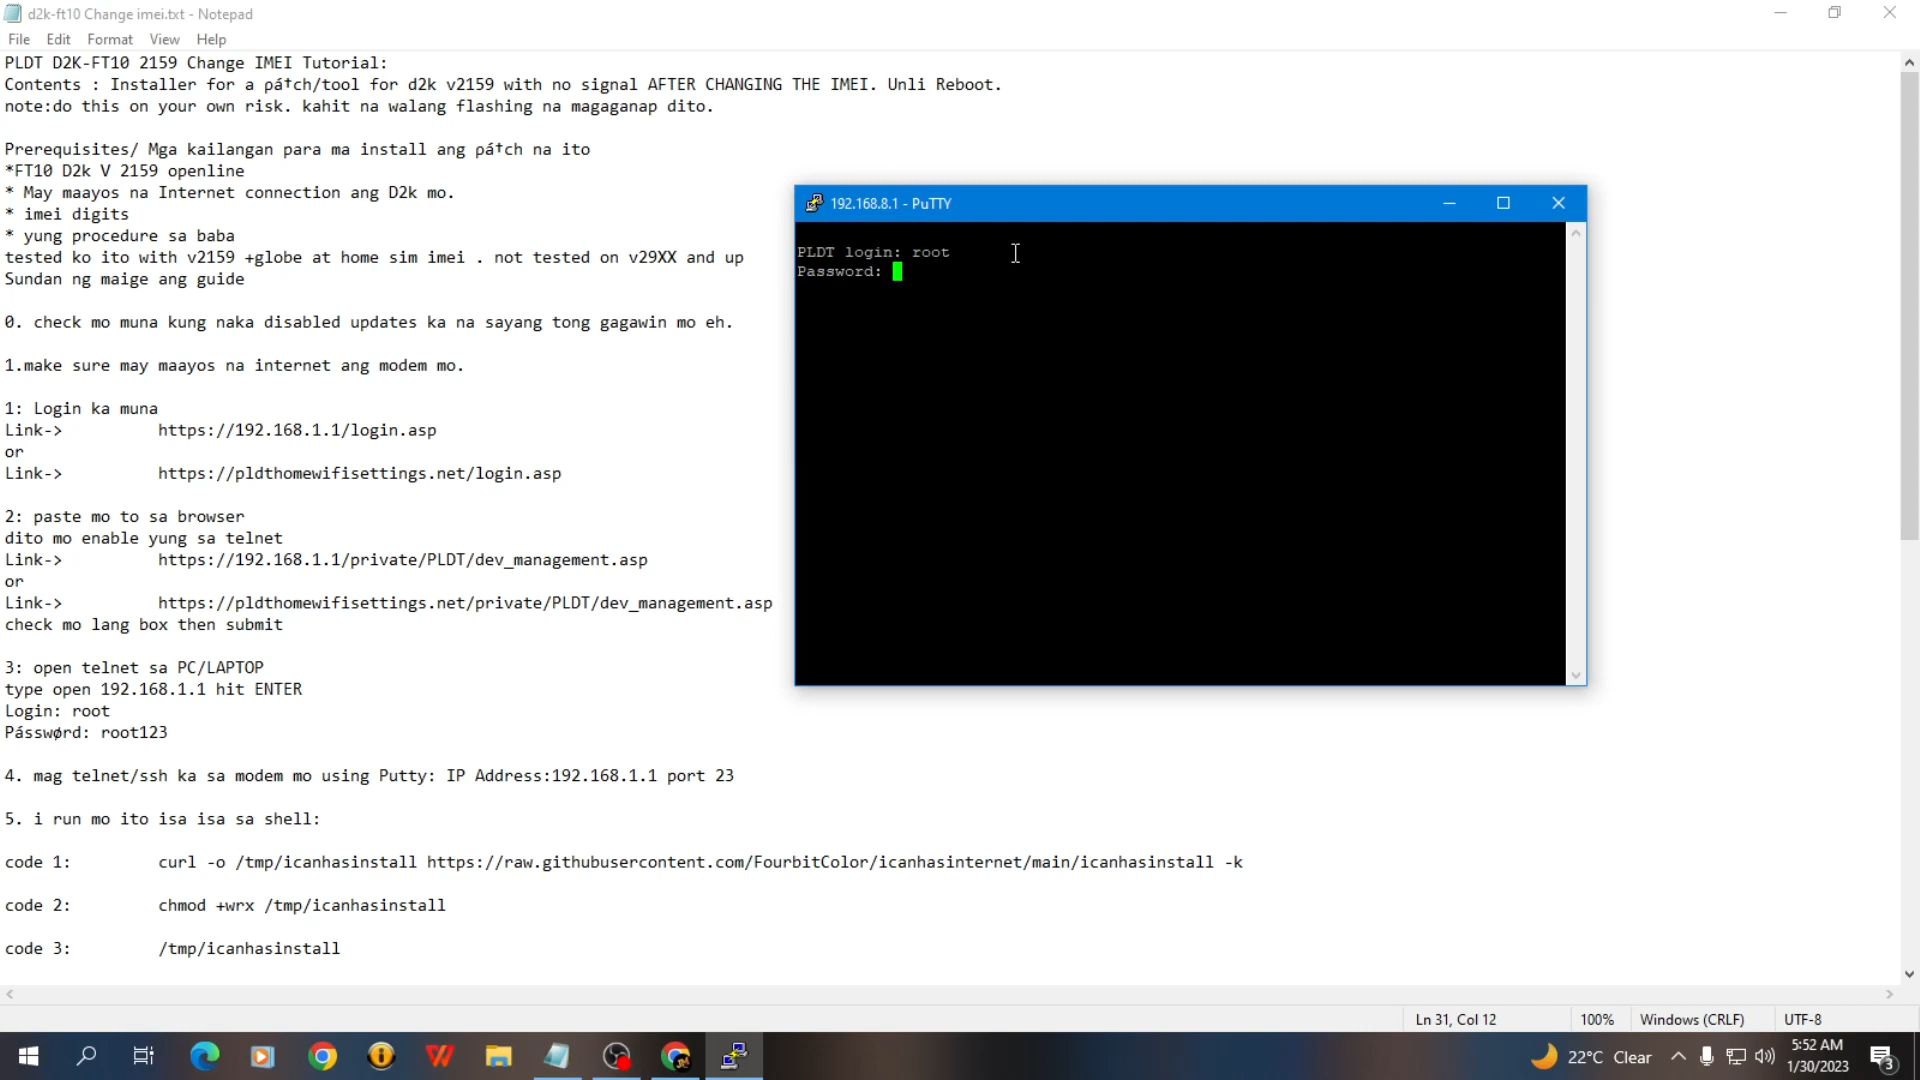 d2k-ft10 Change imei.txt - Notepad
File Edit Format View Help
PLDT D2K-FT10 2159 Change IMEI Tutorial:
Contents : Installer for a pá†ch/tool for d2k v2159 with no signal AFTER CHANGING THE IMEI. Unli Reboot.
note:do this on your own risk. kahit na walang flashing na magaganap dito.
Prerequisites/ Mga kailangan para ma install ang pá†ch na ito
*FT10 D2k V 2159 openline
* May maayos na Internet connection ang D2k mo.
* imei digits
* yung procedure sa baba
tested ko ito with v2159 +globe at home sim imei . not tested on v29XX and up
Sundan ng maige ang guide
0. check mo muna kung naka disabled updates ka na sayang tong gagawin mo eh.
1.make sure may maayos na internet ang modem mo.
1: Login ka muna
Link-> https://192.168.1.1/login.asp
or
Link-> https://pldthomewifisettings.net/login.asp
2: paste mo to sa browser
dito mo enable yung sa telnet
Link-> https://192.168.1.1/private/PLDT/dev_management.asp
or
Link-> https://pldthomewifisettings.net/private/PLDT/dev_management.asp
check mo lang box then submit
3: open telnet sa PC/LAPTOP
type open 192.168.1.1 hit ENTER
Login: root
Pásswørd: root123
4. mag telnet/ssh ka sa modem mo using Putty: IP Address:192.168.1.1 port 23
5. i run mo ito isa isa sa shell:
code 1: curl -o /tmp/icanhasinstall https://raw.githubusercontent.com/FourbitColor/icanhasinternet/main/icanhasinstall -k
code 2: chmod +wrx /tmp/icanhasinstall
code 3: /tmp/icanhasinstall
192.168.8.1 - PuTTY
PLDT login: root
Password:
Ln 31, Col 12 100% Windows (CRLF) UTF-8
22°C Clear
5:52 AM
1/30/2023
3